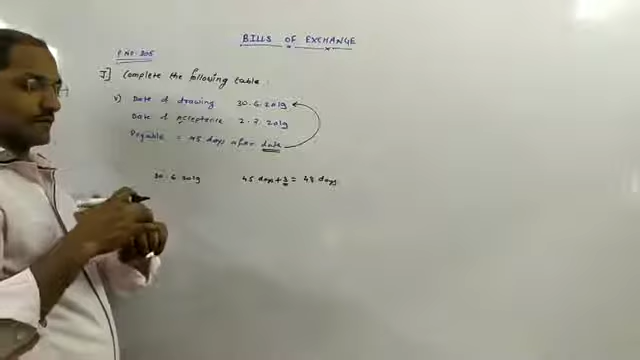 BILLS OF EXCHANGE
P.NO. 305
I] Complete the following table.
v) Date of drawing 30.6.2019
Date of acceptance 2.7.2019
Payable = 45 days after date
30.6.2019 45 days + 3 = 48 days